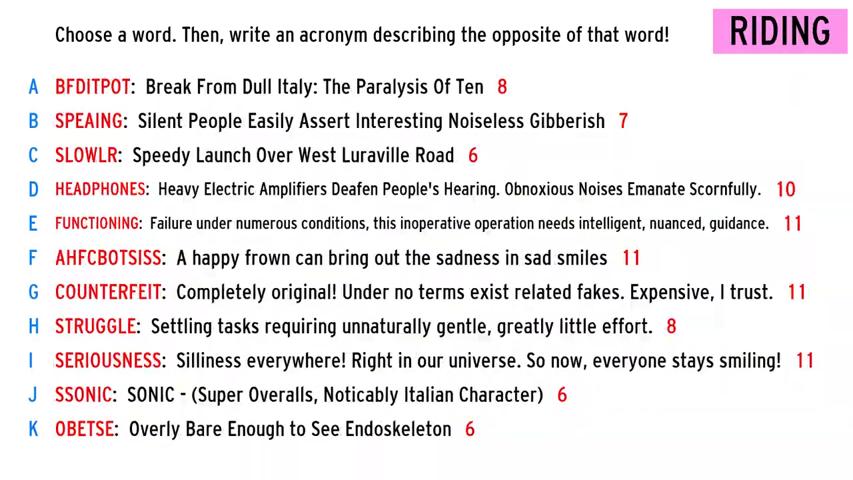 Choose a word. Then, write an acronym describing the opposite of that word!
RIDING
A BFDITPOT: Break From Dull Italy: The Paralysis Of Ten 8
B SPEAING: Silent People Easily Assert Interesting Noiseless Gibberish 7
C SLOWLR: Speedy Launch Over West Luraville Road 6
D HEADPHONES: Heavy Electric Amplifiers Deafen People's Hearing. Obnoxious Noises Emanate Scornfully. 10
E FUNCTIONING: Failure under numerous conditions, this inoperative operation needs intelligent, nuanced, guidance. 11
F AHFCBOTSISS: A happy frown can bring out the sadness in sad smiles 11
G COUNTERFEIT: Completely original! Under no terms exist related fakes. Expensive, I trust. 11
H STRUGGLE: Settling tasks requiring unnaturally gentle, greatly little effort. 8
I SERIOUSNESS: Silliness everywhere! Right in our universe. So now, everyone stays smiling! 11
J SSONIC: SONIC - (Super Overalls, Noticably Italian Character) 6
K OBETSE: Overly Bare Enough to See Endoskeleton 6